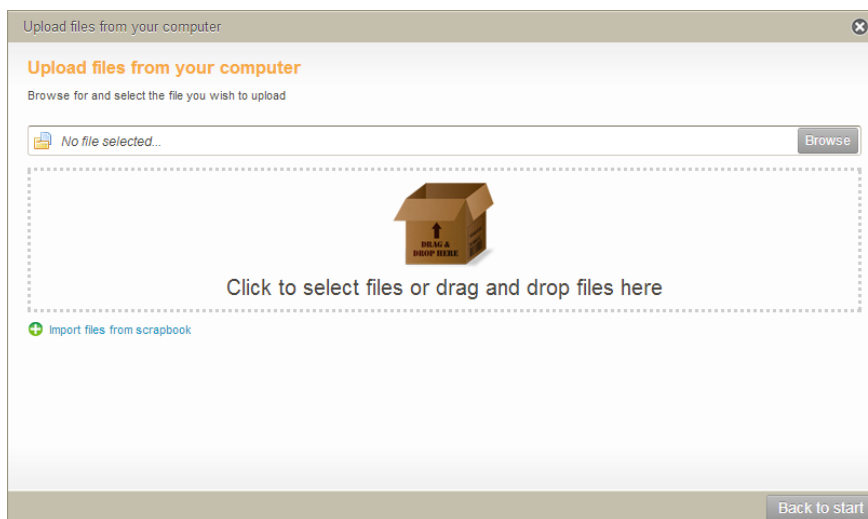 Upload files from your computer
Upload files from your computer
Browse for and select the file you wish to upload
No file selected...
Browse
DRAG &
DROP HERE
Click to select files or drag and drop files here
Import files from scrapbook
Back to start